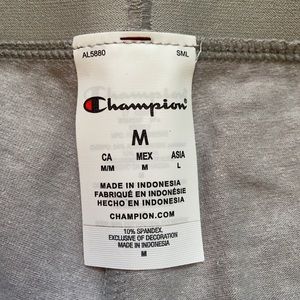 AL5880 SML
Champion
M
CA MEX ASIA
M/M M L
MADE IN INDONESIA
FABRIQUÉ EN INDONÉSIE
HECHO EN INDONESIA
CHAMPION.COM
10% SPANDEX.
EXCLUSIVE OF DECORATION
MADE IN INDONESIA
M